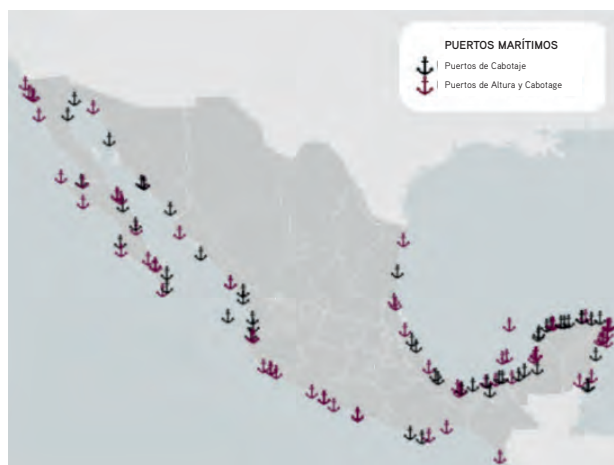 PUERTOS MARÍTIMOS
Puertos de Cabotaje
Puertos de Altura y Cabotage